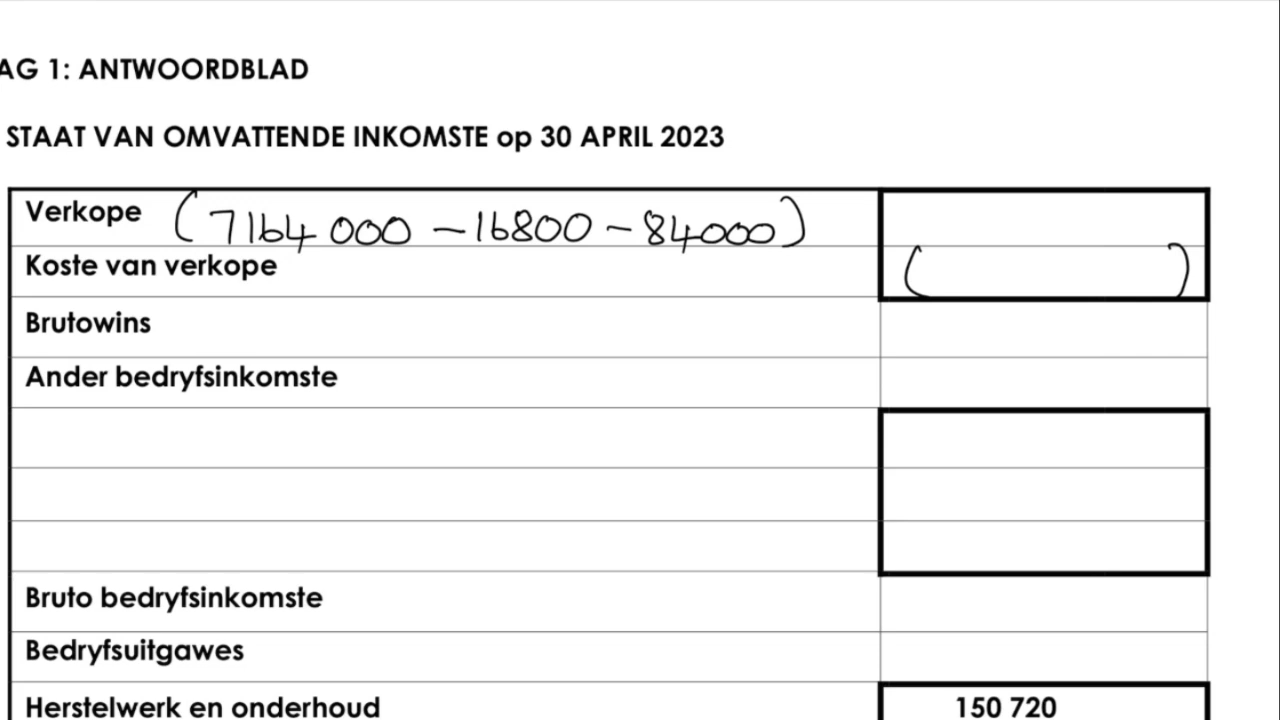 AG 1: ANTWOORDBLAD
STAAT VAN OMVATTENDE INKOMSTE op 30 APRIL 2023
Verkope (7164 000 - 16800 - 84000)
Koste van verkope ( )
Brutowins
Ander bedryfsinkomste
Bruto bedryfsinkomste
Bedryfsuitgawes
Herstelwerk en onderhoud 150 720